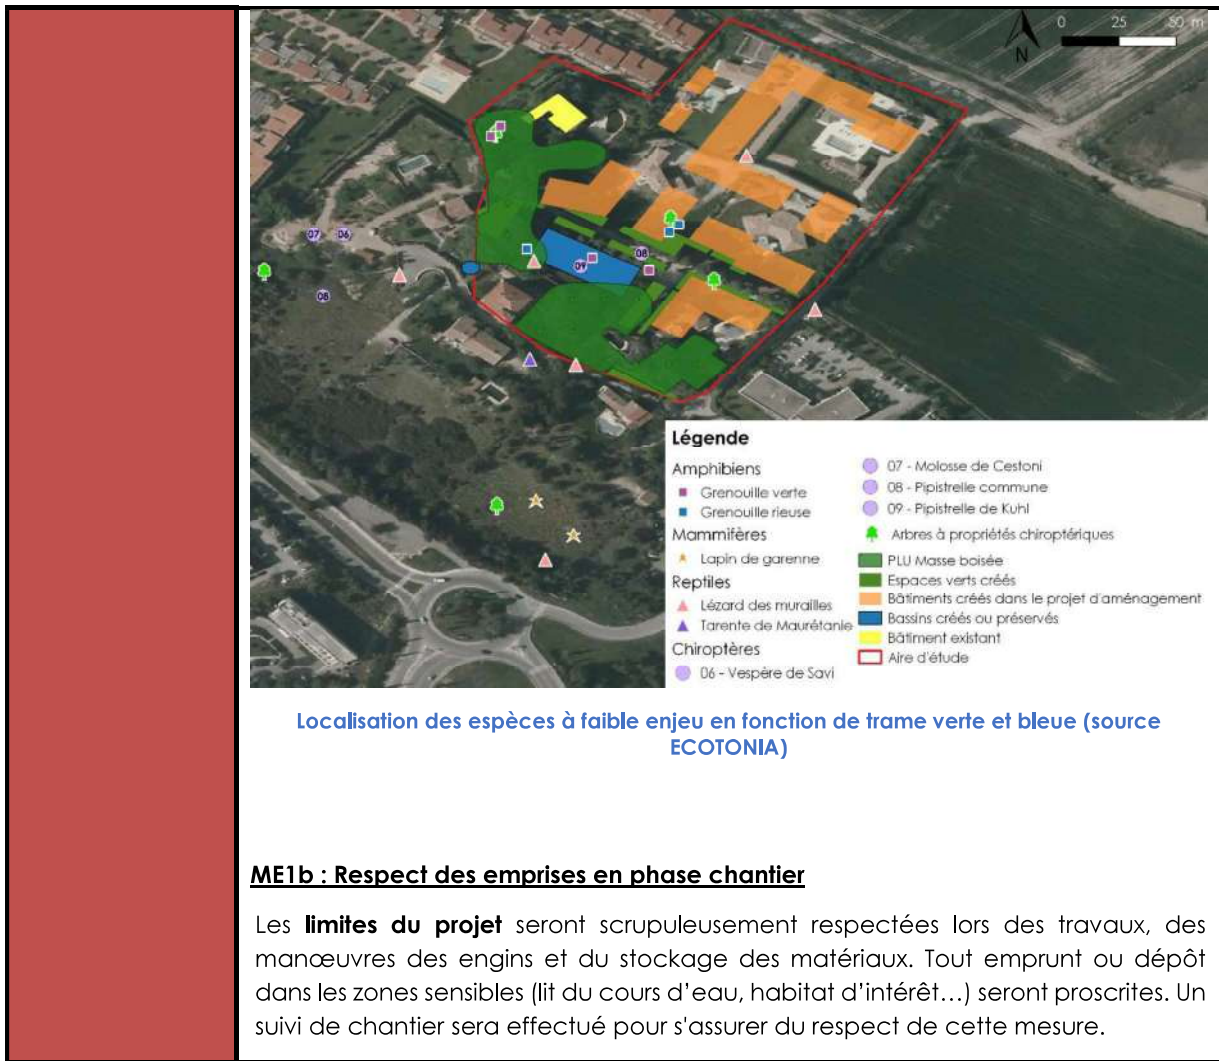 0 25 50 m
N
07 06
08
09
08
Légende
Amphibiens
Grenouille verte
Grenouille rieuse
Mammifères
Lapin de garenne
Reptiles
Lézard des murailles
Tarente de Maurétanie
Chiroptères
06 - Vespère de Savi
07 - Molosse de Cestoni
08 - Pipistrelle commune
09 - Pipistrelle de Kuhl
Arbres à propriétés chiroptériques
PLU Masse boisée
Espaces verts créés
Bâtiments créés dans le projet d'aménagement
Bassins créés ou préservés
Bâtiment existant
Aire d'étude
Localisation des espèces à faible enjeu en fonction de trame verte et bleue (source
ECOTONIA)
ME1b : Respect des emprises en phase chantier
Les limites du projet seront scrupuleusement respectées lors des travaux, des
manœuvres des engins et du stockage des matériaux. Tout emprunt ou dépôt
dans les zones sensibles (lit du cours d'eau, habitat d'intérêt…) seront proscrites. Un
suivi de chantier sera effectué pour s'assurer du respect de cette mesure.